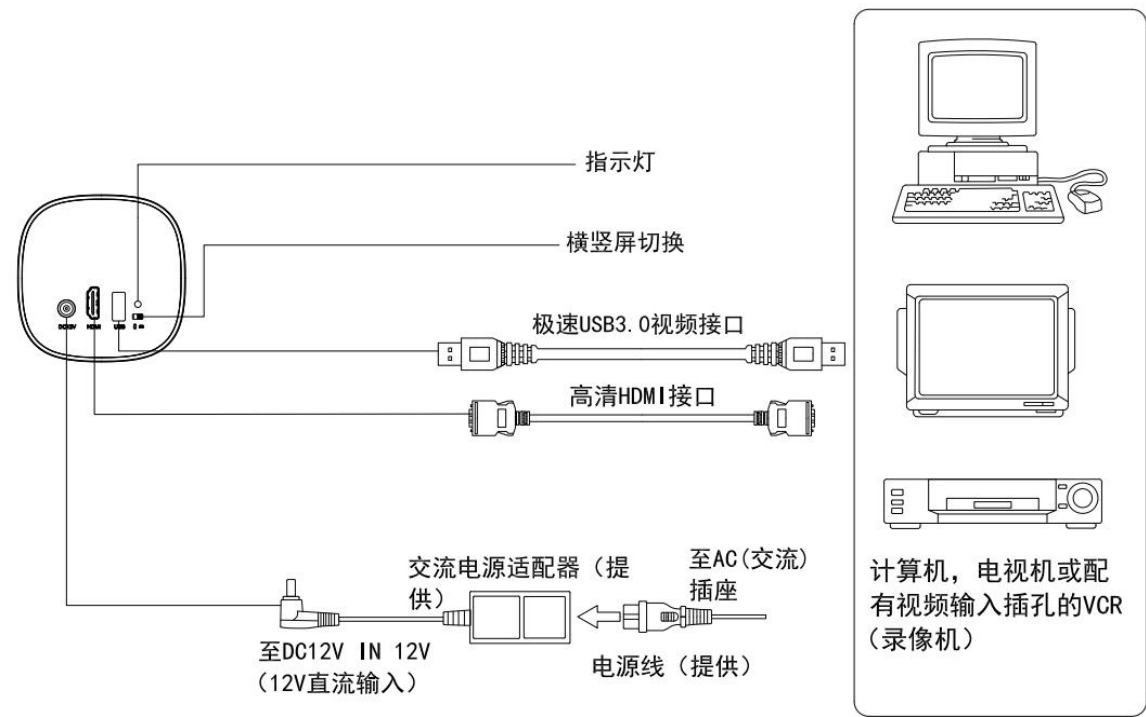 指示灯
横竖屏切换
DC12V
HDMI
USB
极速USB3.0视频接口
高清HDMI接口
交流电源适配器（提
供）
至AC(交流)
插座
至DC12V IN 12V
（12V直流输入）
电源线（提供）
计算机，电视机或配
有视频输入插孔的VCR
（录像机）